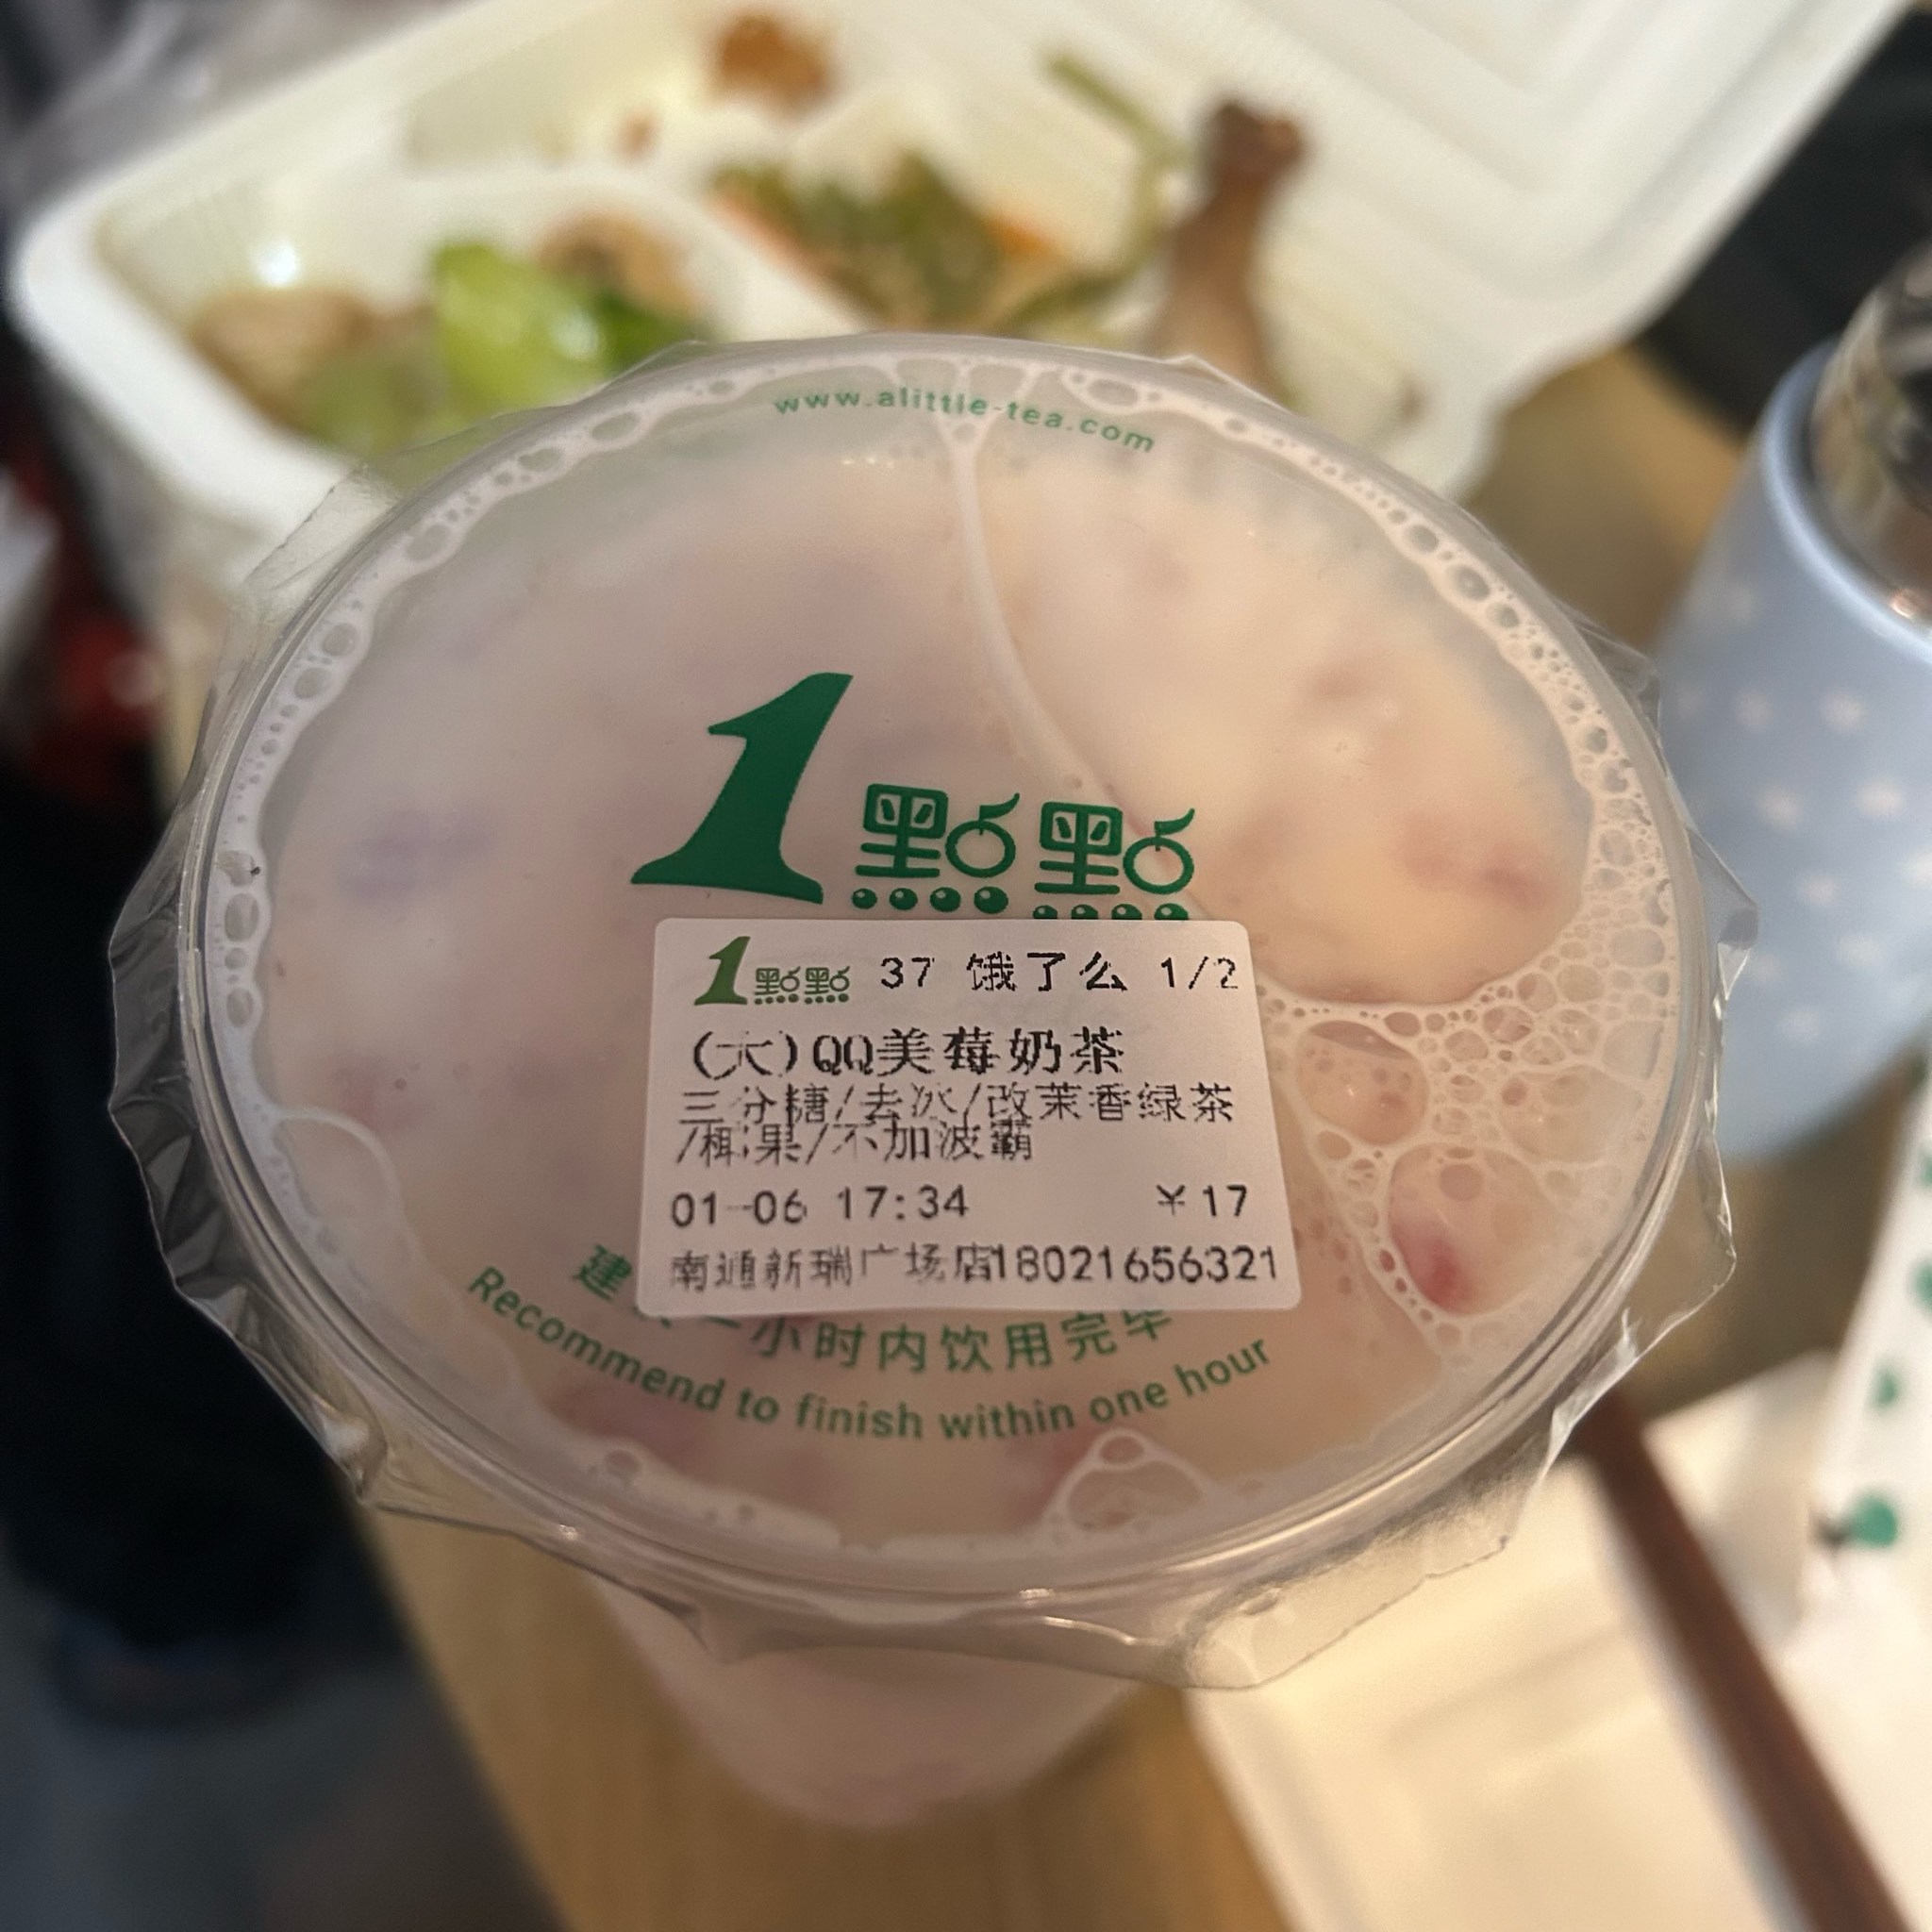 www.alittle-tea.com
1點點
1點點 37 饿了么 1/2
(大)QQ美莓奶茶
三分糖/去冰/改茉香绿茶
/椰果/不加波霸
01-06 17:34 ￥17
南通新瑞广场店18021656321
建 一小时内饮用完毕
Recommend to finish within one hour